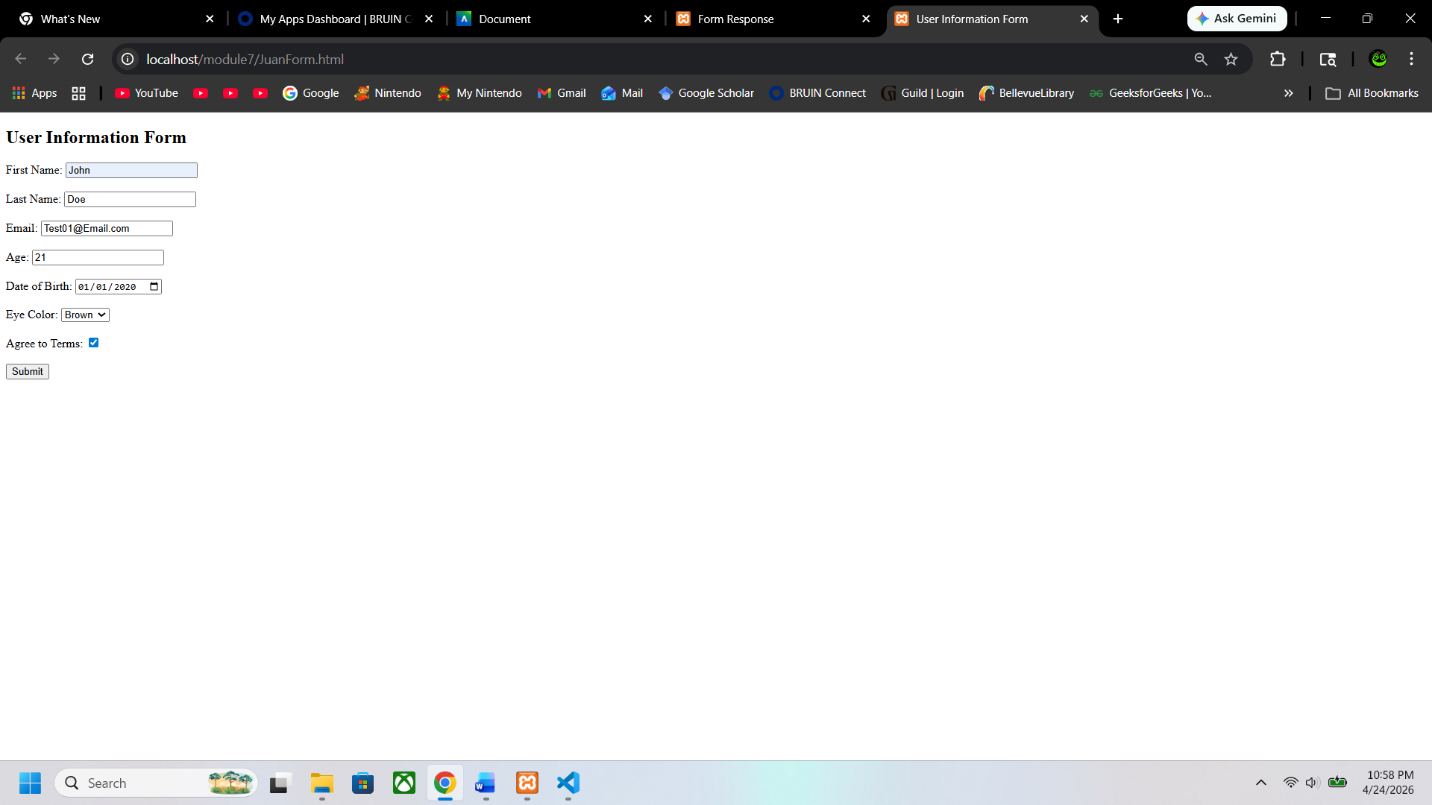 What's New
My Apps Dashboard | BRUIN C
Document
Form Response
User Information Form
Ask Gemini
localhost/module7/JuanForm.html
Apps
YouTube
Google
Nintendo
My Nintendo
Gmail
Mail
Google Scholar
BRUIN Connect
Guild | Login
BellevueLibrary
GeeksforGeeks | Yo...
All Bookmarks
User Information Form
First Name: John
Last Name: Doe
Email: Test01@Email.com
Age: 21
Date of Birth: 01/01/2020
Eye Color: Brown
Agree to Terms:
Submit
Search
10:58 PM
4/24/2026